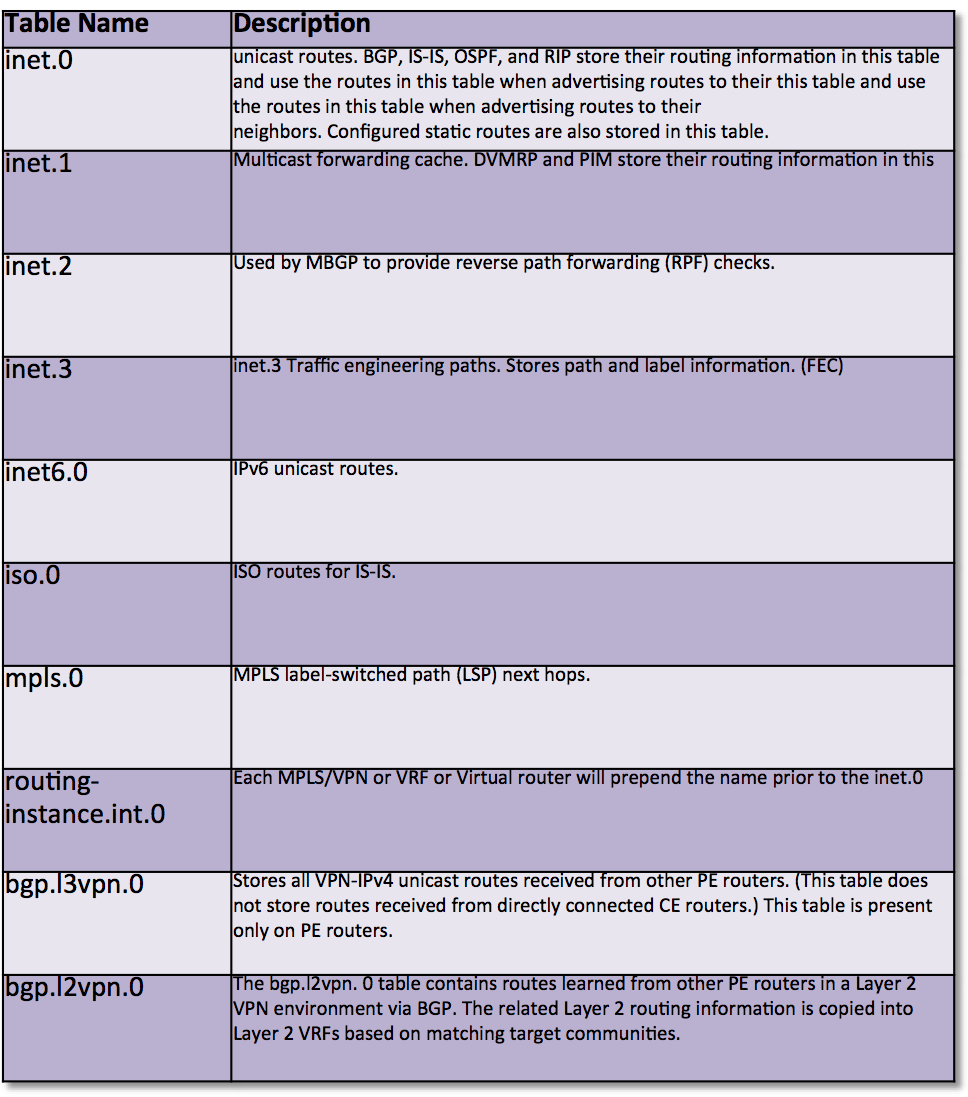 Table Name
Description
inet.0
unicast routes. BGP, IS-IS, OSPF, and RIP store their routing information in this table
and use the routes in this table when advertising routes to their this table and use
the routes in this table when advertising routes to their
neighbors. Configured static routes are also stored in this table.
inet.1
Multicast forwarding cache. DVMRP and PIM store their routing information in this
inet.2
Used by MBGP to provide reverse path forwarding (RPF) checks.
inet.3
inet.3 Traffic engineering paths. Stores path and label information. (FEC)
inet6.0
IPv6 unicast routes.
iso.0
ISO routes for IS-IS.
mpls.0
MPLS label-switched path (LSP) next hops.
routing-
instance.int.0
Each MPLS/VPN or VRF or Virtual router will prepend the name prior to the inet.0
bgp.l3vpn.0
Stores all VPN-IPv4 unicast routes received from other PE routers. (This table does
not store routes received from directly connected CE routers.) This table is present
only on PE routers.
bgp.l2vpn.0
The bgp.l2vpn. 0 table contains routes learned from other PE routers in a Layer 2
VPN environment via BGP. The related Layer 2 routing information is copied into
Layer 2 VRFs based on matching target communities.